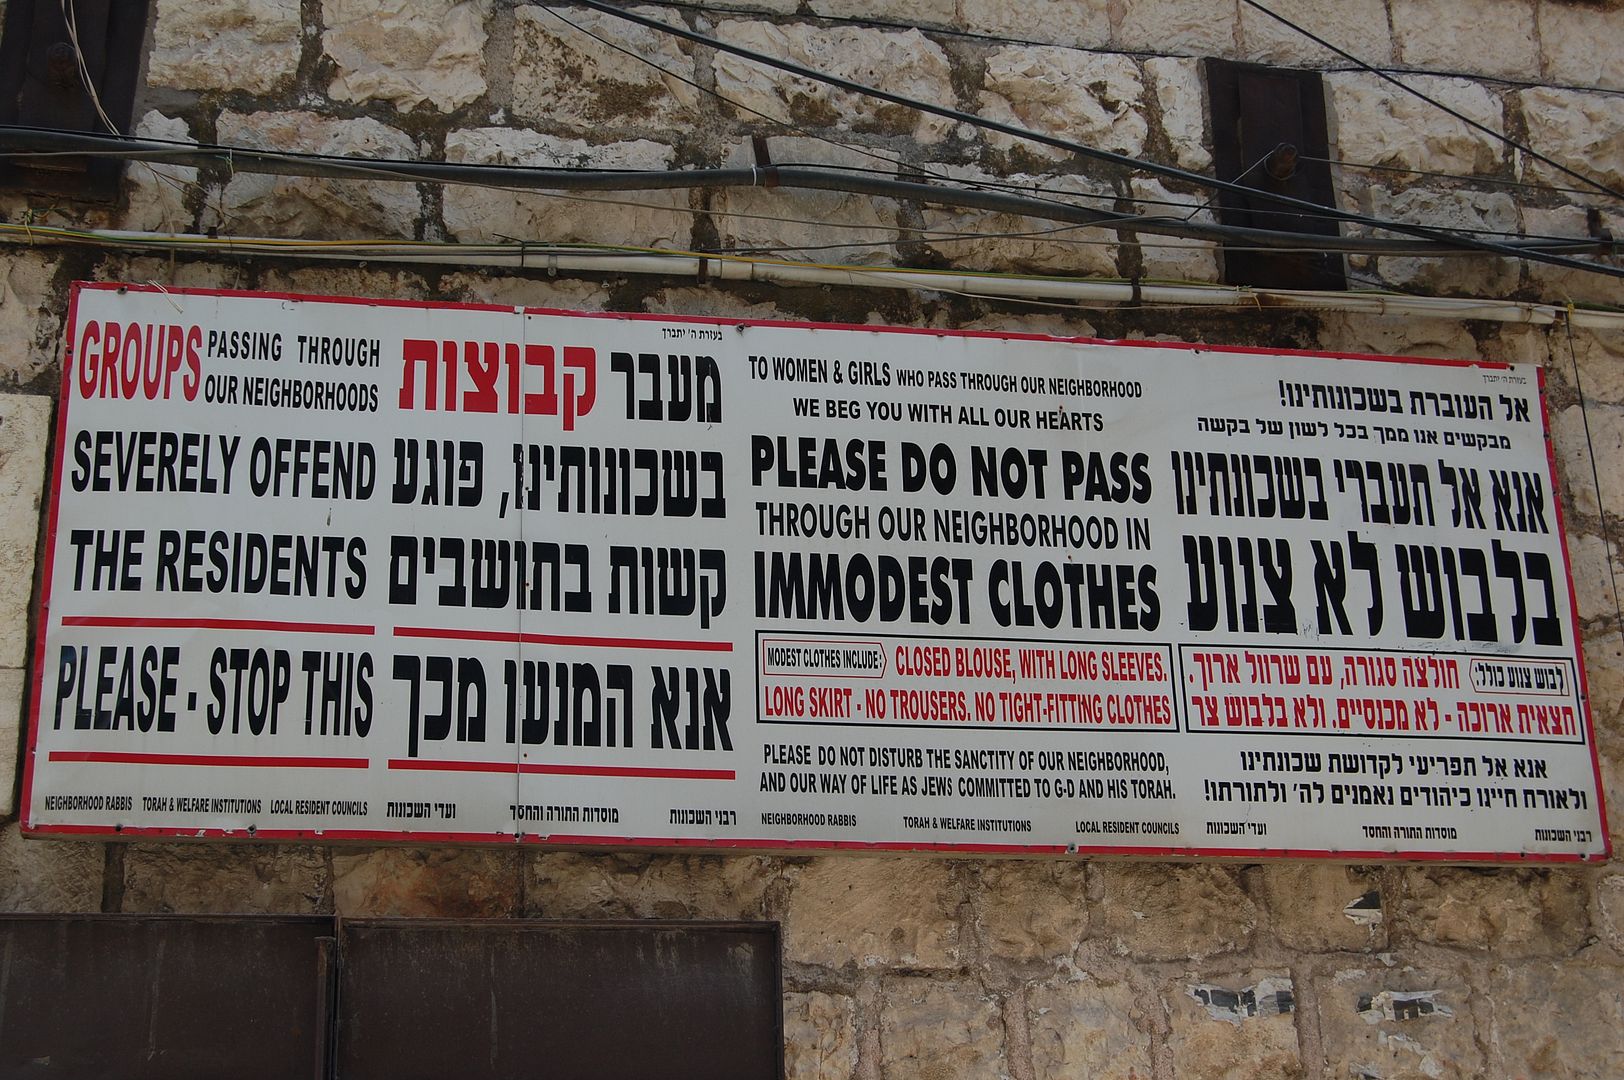 GROUPS PASSING THROUGH
OUR NEIGHBORHOODS
SEVERELY OFFEND
THE RESIDENTS
PLEASE - STOP THIS
NEIGHBORHOOD RABBIS TORAH & WELFARE INSTITUTIONS LOCAL RESIDENT COUNCILS
בעזרת ה' יתברך
מעבר קבוצות
בשכונותינו, פוגע
קשות בתושבים
אנא המנעו מכך
רבני השכונות מוסדות התורה והחסד ועדי השכונות
TO WOMEN & GIRLS WHO PASS THROUGH OUR NEIGHBORHOOD
WE BEG YOU WITH ALL OUR HEARTS
PLEASE DO NOT PASS
THROUGH OUR NEIGHBORHOOD IN
IMMODEST CLOTHES
MODEST CLOTHES INCLUDE: CLOSED BLOUSE, WITH LONG SLEEVES.
LONG SKIRT - NO TROUSERS. NO TIGHT-FITTING CLOTHES
PLEASE DO NOT DISTURB THE SANCTITY OF OUR NEIGHBORHOOD,
AND OUR WAY OF LIFE AS JEWS COMMITTED TO G-D AND HIS TORAH.
NEIGHBORHOOD RABBIS TORAH & WELFARE INSTITUTIONS LOCAL RESIDENT COUNCILS
בעזרת ה' יתברך
אל העוברת בשכונותינו!
מבקשים אנו ממך בכל לשון של בקשה
אנא אל תעברי בשכונתינו
בלבוש לא צנוע
לבוש צנוע כולל: חולצה סגורה, עם שרוול ארוך.
חצאית ארוכה - לא מכנסיים. ולא בלבוש צר
אנא אל תפריעי לקדושת שכונתינו
ולאורח חיינו כיהודים נאמנים לה' ולתורתו!
רבני השכונות מוסדות התורה והחסד ועדי השכונות